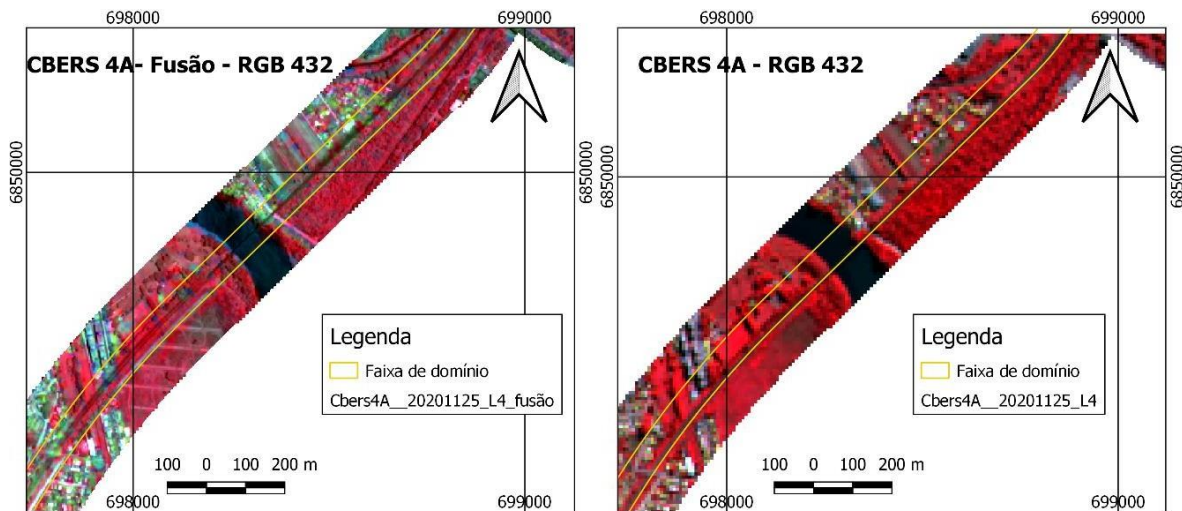 698000
699000
CBERS 4A- Fusão - RGB 432
6850000
6850000
Legenda
Faixa de domínio
Cbers4A__20201125_L4_fusão
100 0 100 200 m
698000
699000
698000
699000
CBERS 4A - RGB 432
6850000
6850000
Legenda
Faixa de domínio
Cbers4A__20201125_L4
100 0 100 200 m
698000
699000